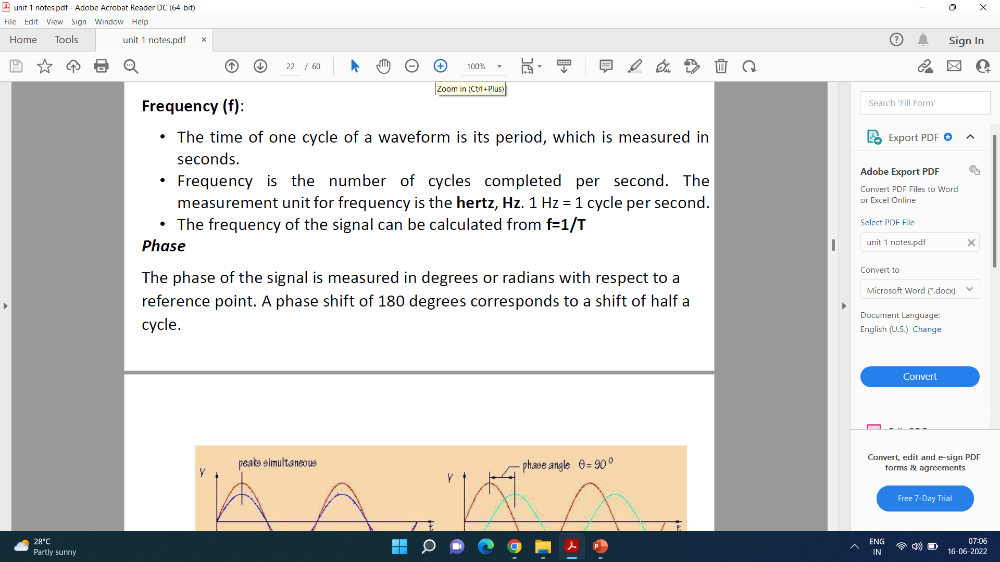 unit 1 notes.pdf - Adobe Acrobat Reader DC (64-bit)
File Edit View Sign Window Help
Home Tools unit 1 notes.pdf × Sign In
22 / 60 100%
Zoom in (Ctrl+Plus)
Frequency (f):
• The time of one cycle of a waveform is its period, which is measured in
seconds.
• Frequency is the number of cycles completed per second. The
measurement unit for frequency is the hertz, Hz. 1 Hz = 1 cycle per second.
• The frequency of the signal can be calculated from f=1/T
Phase
The phase of the signal is measured in degrees or radians with respect to a
reference point. A phase shift of 180 degrees corresponds to a shift of half a
cycle.
peaks simultaneous
V
t
phase angle θ = 90°
V
t
Search 'Fill Form'
Export PDF
Adobe Export PDF
Convert PDF Files to Word
or Excel Online
Select PDF File
unit 1 notes.pdf
Convert to
Microsoft Word (*.docx)
Document Language:
English (U.S.) Change
Convert
Edit PDF
Convert, edit and e-sign PDF
forms & agreements
Free 7-Day Trial
28°C
Partly sunny
ENG
IN
07:06
16-06-2022